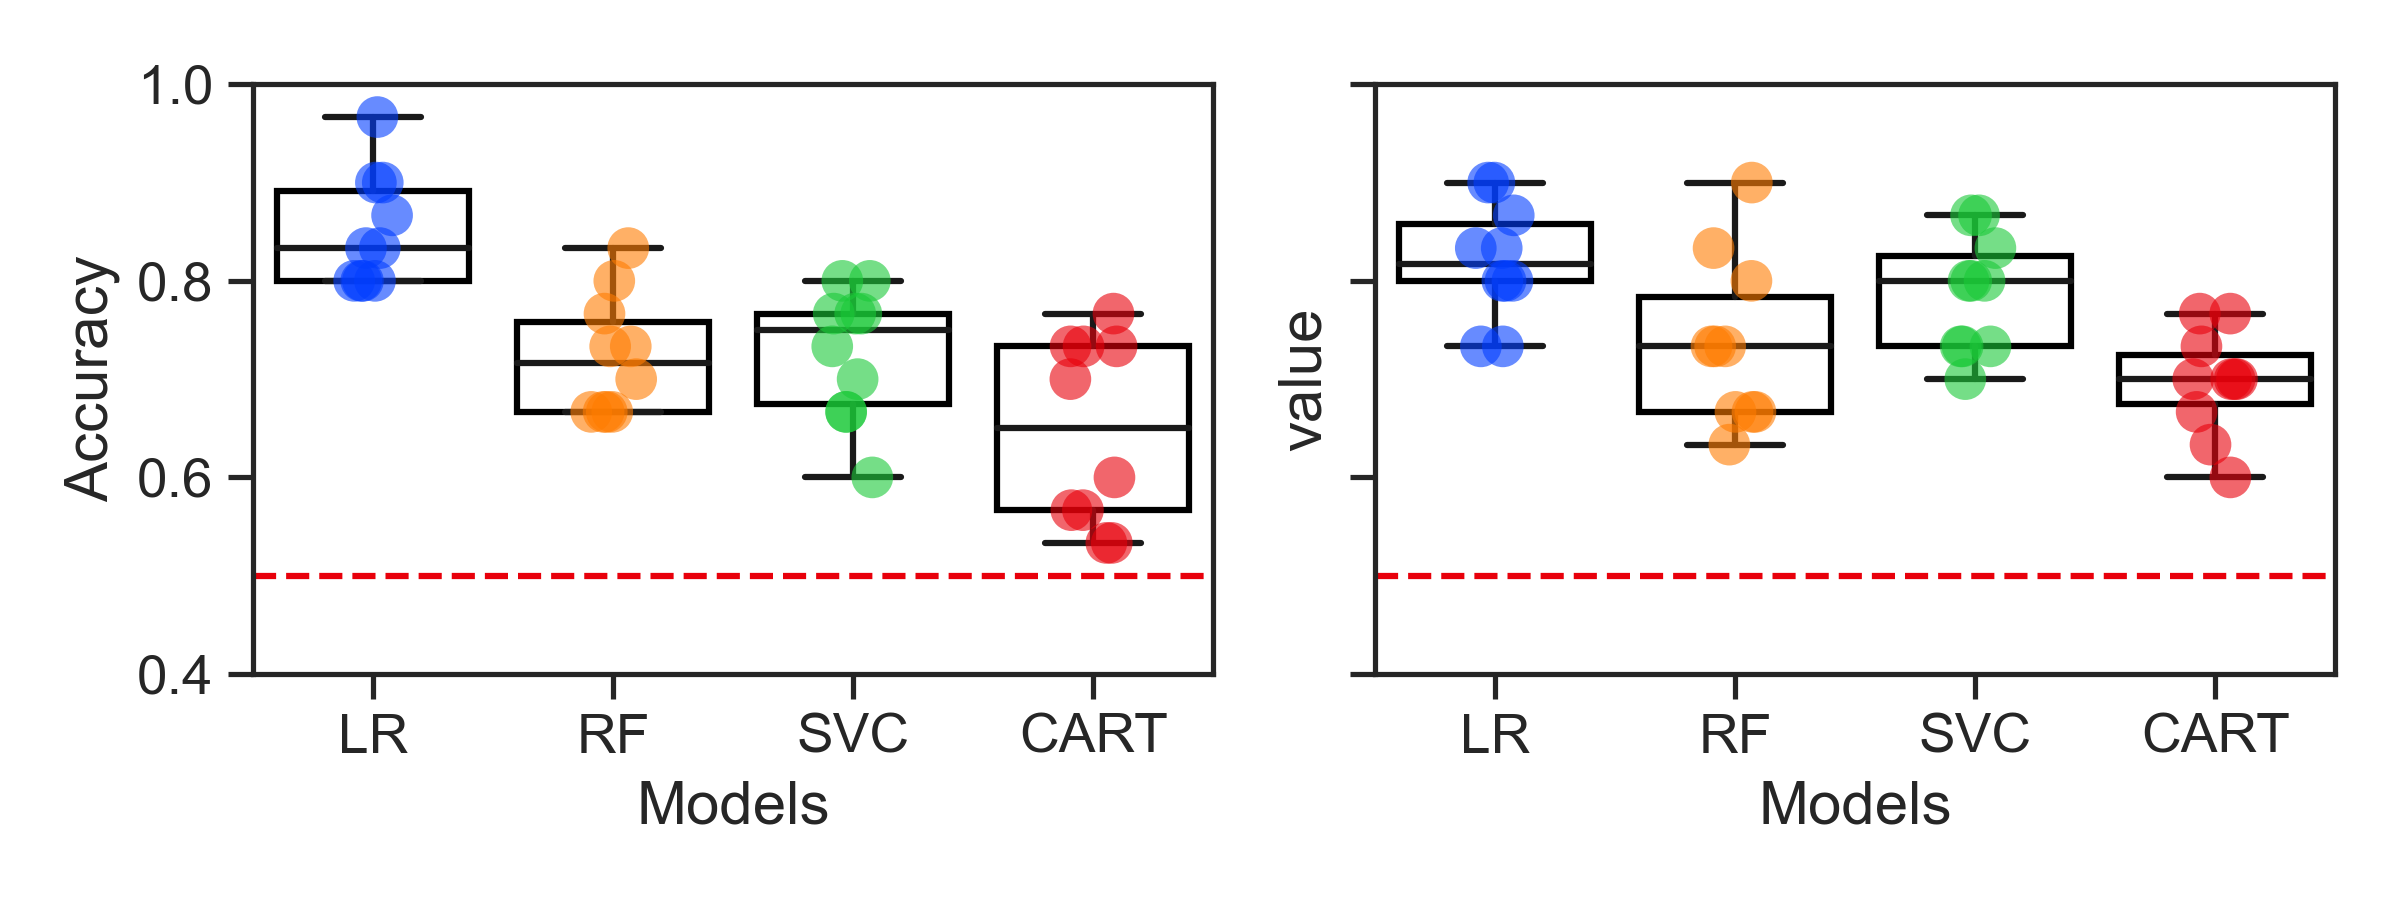 Accuracy
1.0
0.8
0.6
0.4
LR RF SVC CART
Models
value
LR RF SVC CART
Models